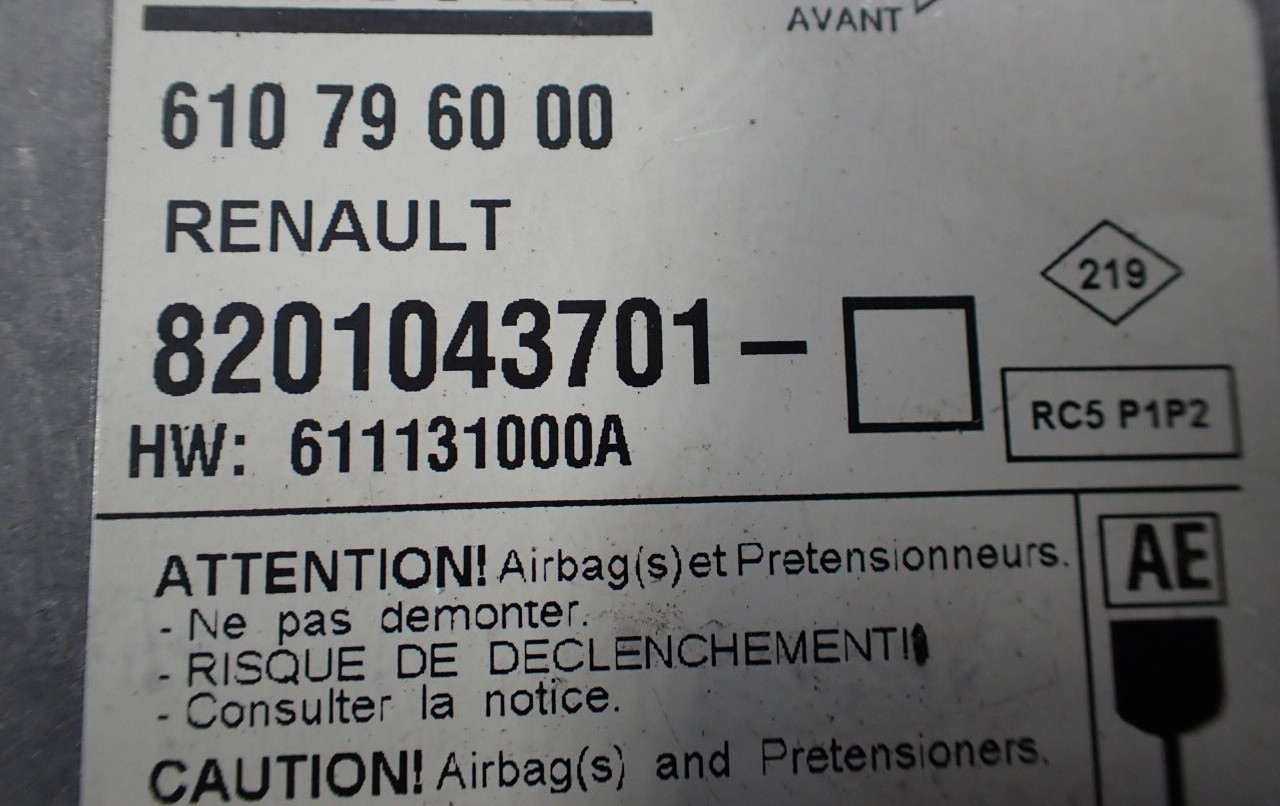 AVANT
610 79 60 00
RENAULT
8201043701-
219
RC5 P1P2
HW: 611131000A
AE
ATTENTION! Airbag(s) et Pretensionneurs.
- Ne pas demonter.
- RISQUE DE DECLENCHEMENT!
- Consulter la notice.
CAUTION! Airbag(s) and Pretensioners.